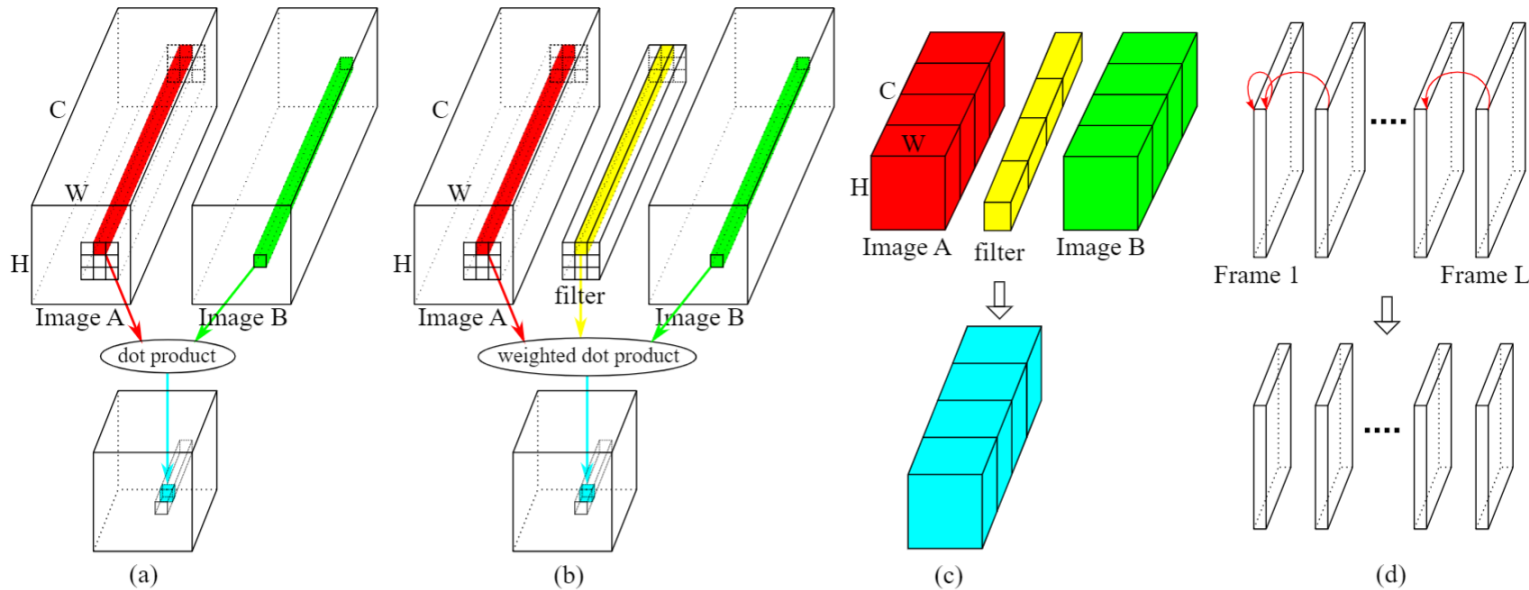 C
W
H
Image A
Image B
dot product
(a)
C
W
H
Image A
filter
Image B
weighted dot product
(b)
C
W
H
Image A
filter
Image B
(c)
Frame 1
Frame L
(d)